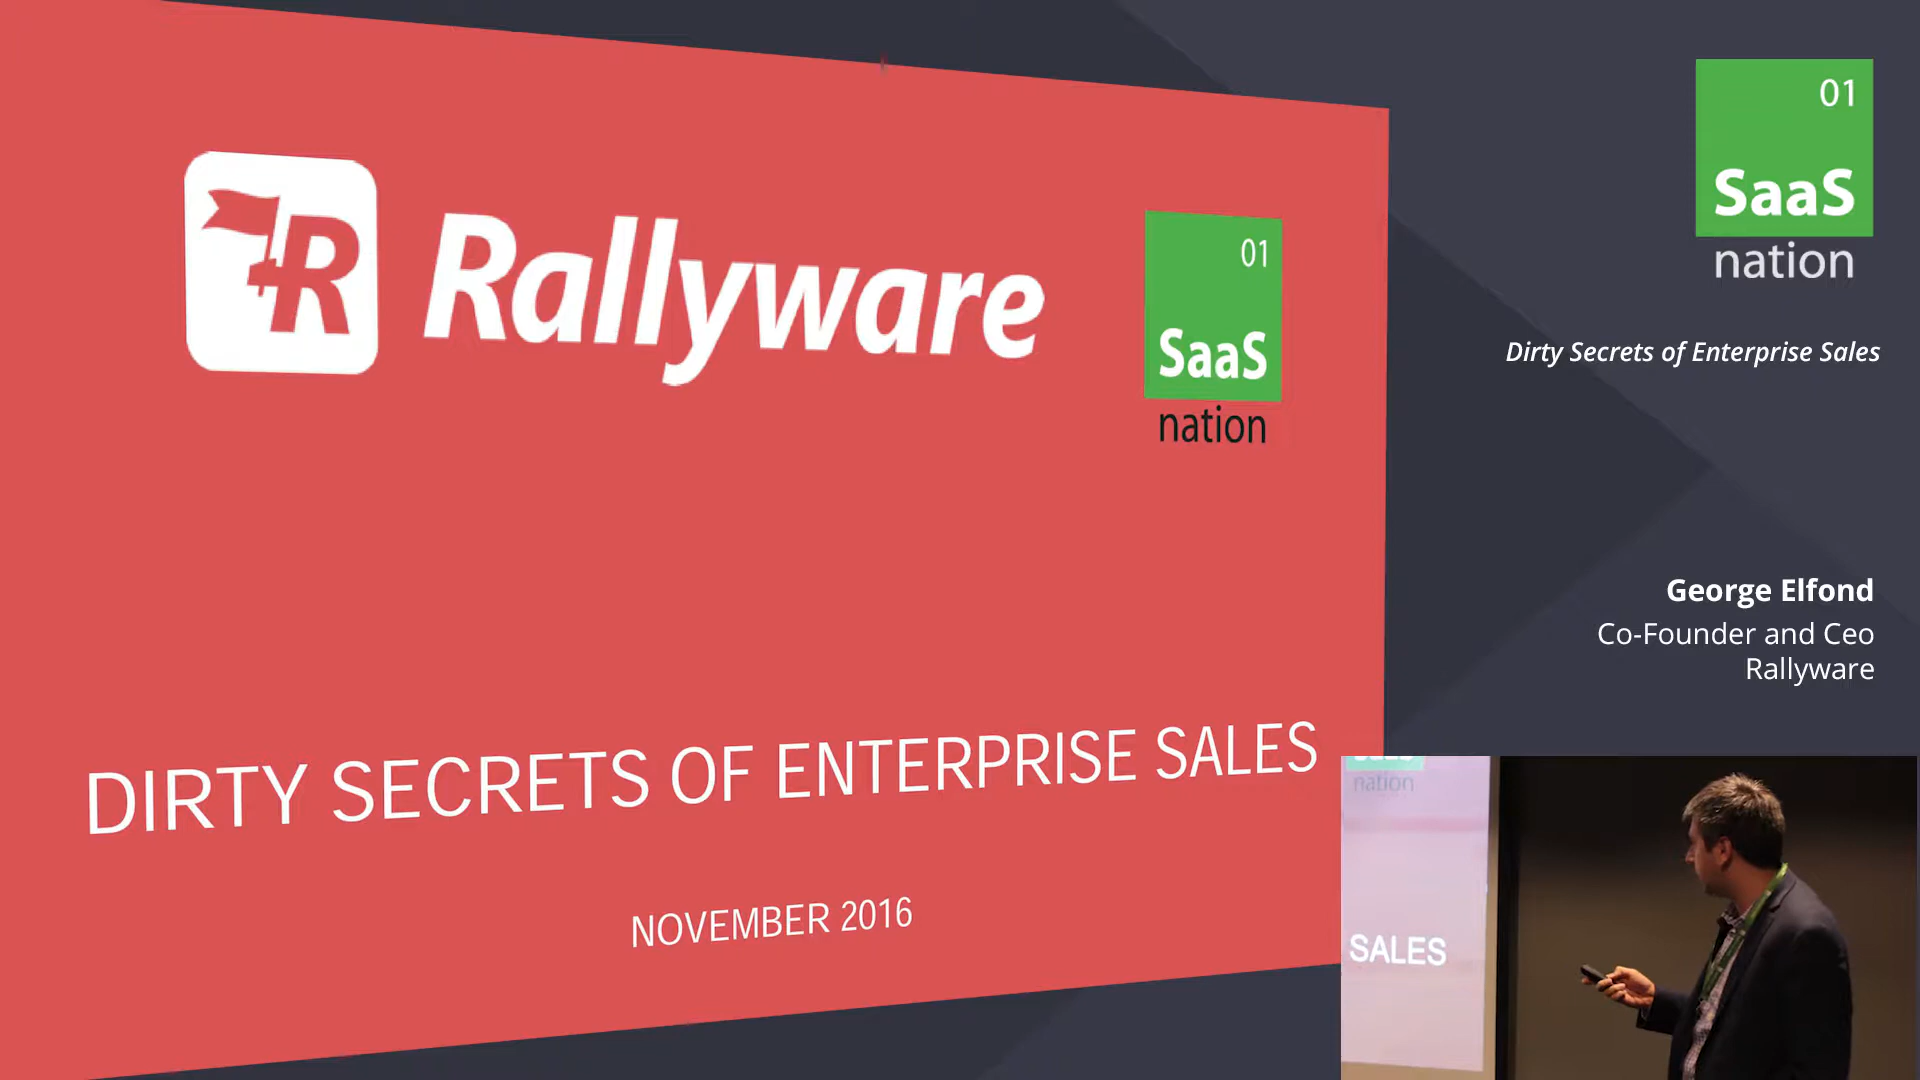 R Rallyware
01
SaaS
nation
DIRTY SECRETS OF ENTERPRISE SALES
NOVEMBER 2016
01
SaaS
nation
Dirty Secrets of Enterprise Sales
George Elfond
Co-Founder and Ceo
Rallyware
nation
SALES